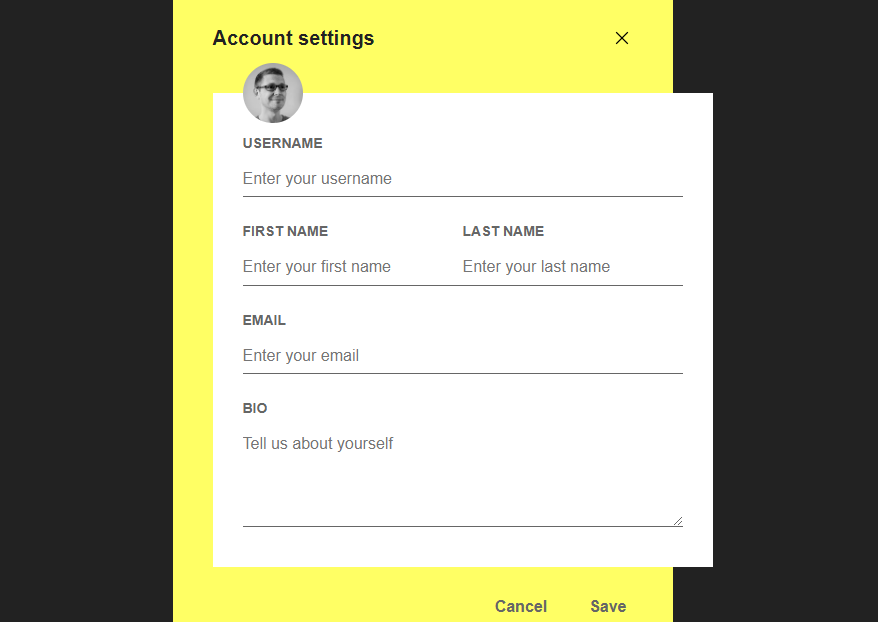 Account settings
USERNAME
Enter your username
FIRST NAME LAST NAME
Enter your first name Enter your last name
EMAIL
Enter your email
BIO
Tell us about yourself
Cancel Save